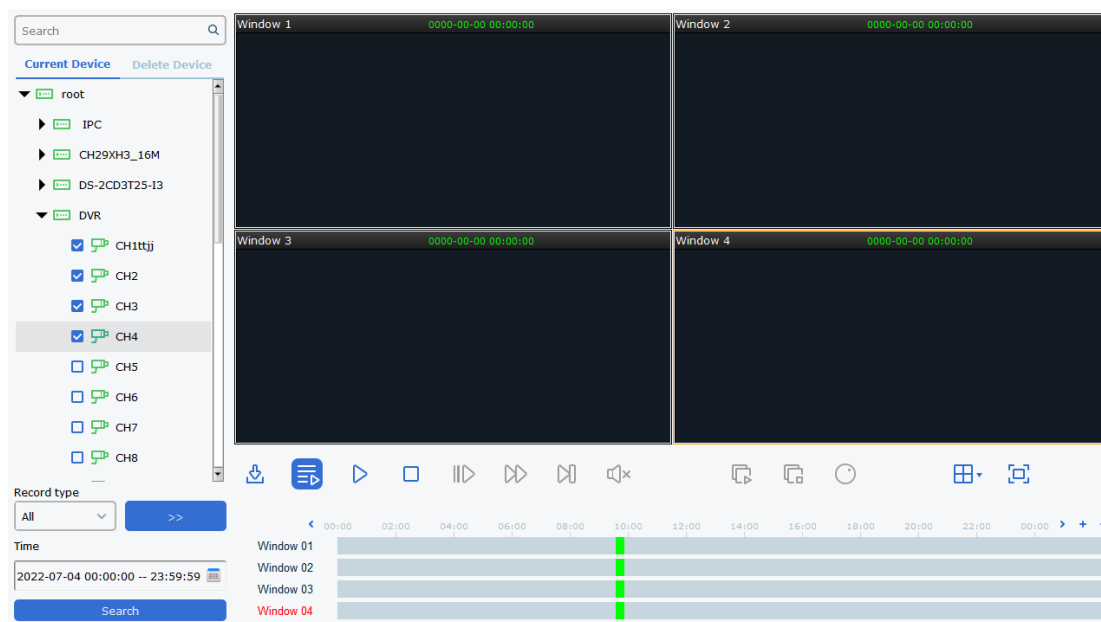 Search
Current Device Delete Device
root
IPC
CH29XH3_16M
DS-2CD3T25-I3
DVR
CH1ttjj
CH2
CH3
CH4
CH5
CH6
CH7
CH8
Record type
All >>
Time
2022-07-04 00:00:00 -- 23:59:59
Search
Window 1 0000-00-00 00:00:00
Window 2 0000-00-00 00:00:00
Window 3 0000-00-00 00:00:00
Window 4 0000-00-00 00:00:00
00:00 02:00 04:00 06:00 08:00 10:00 12:00 14:00 16:00 18:00 20:00 22:00 00:00
Window 01
Window 02
Window 03
Window 04